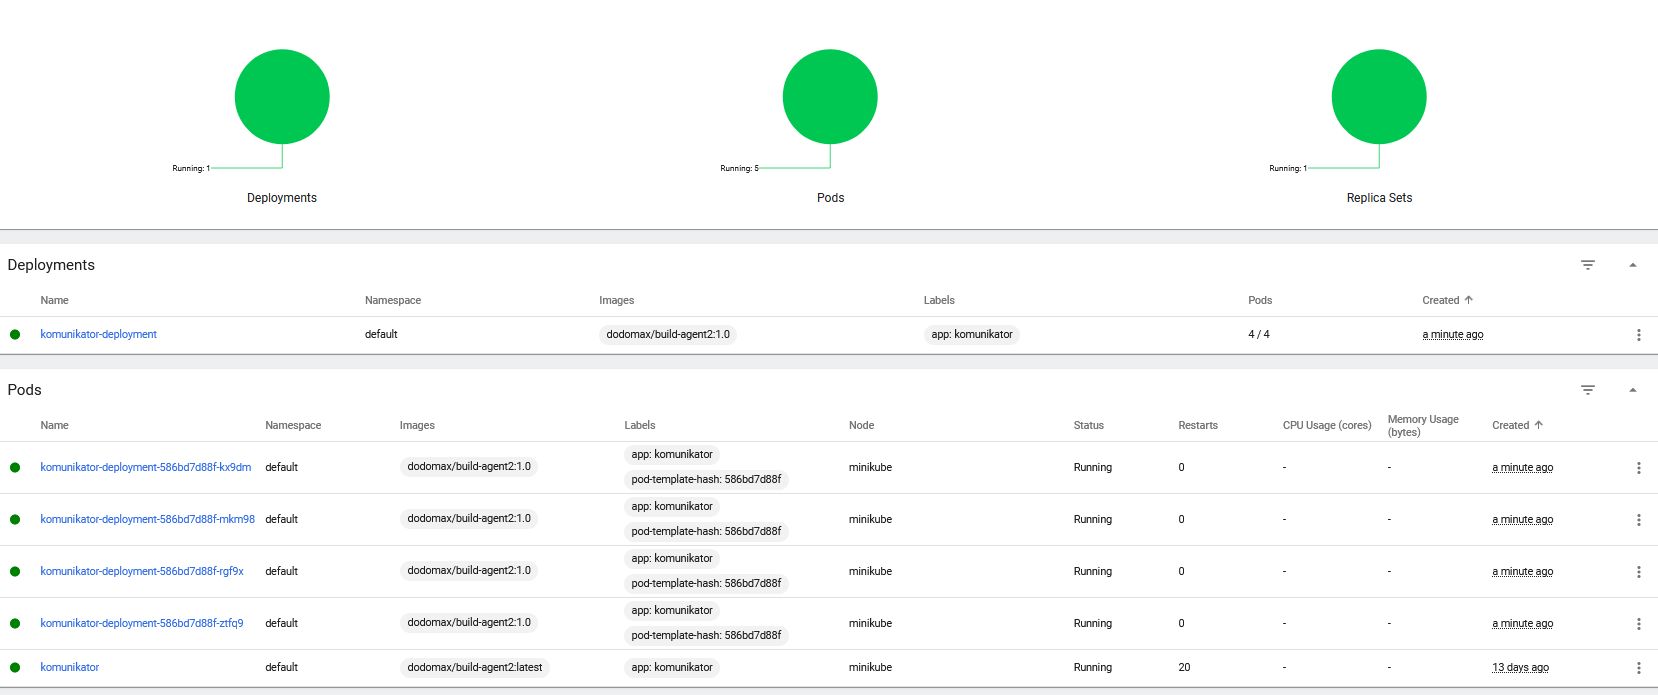 Running: 1
Running: 5
Running: 1
Deployments
Pods
Replica Sets
Deployments
Name Namespace Images Labels Pods Created
komunikator-deployment default dodomax/build-agent2:1.0 app: komunikator 4 / 4 a minute ago
Pods
Name Namespace Images Labels Node Status Restarts CPU Usage (cores) Memory Usage (bytes) Created
komunikator-deployment-586bd7d88f-kx9dm default dodomax/build-agent2:1.0 app: komunikator pod-template-hash: 586bd7d88f minikube Running 0 - - a minute ago
komunikator-deployment-586bd7d88f-mkm98 default dodomax/build-agent2:1.0 app: komunikator pod-template-hash: 586bd7d88f minikube Running 0 - - a minute ago
komunikator-deployment-586bd7d88f-rgf9x default dodomax/build-agent2:1.0 app: komunikator pod-template-hash: 586bd7d88f minikube Running 0 - - a minute ago
komunikator-deployment-586bd7d88f-ztfq9 default dodomax/build-agent2:1.0 app: komunikator pod-template-hash: 586bd7d88f minikube Running 0 - - a minute ago
komunikator default dodomax/build-agent2:latest app: komunikator minikube Running 20 - - 13 days ago